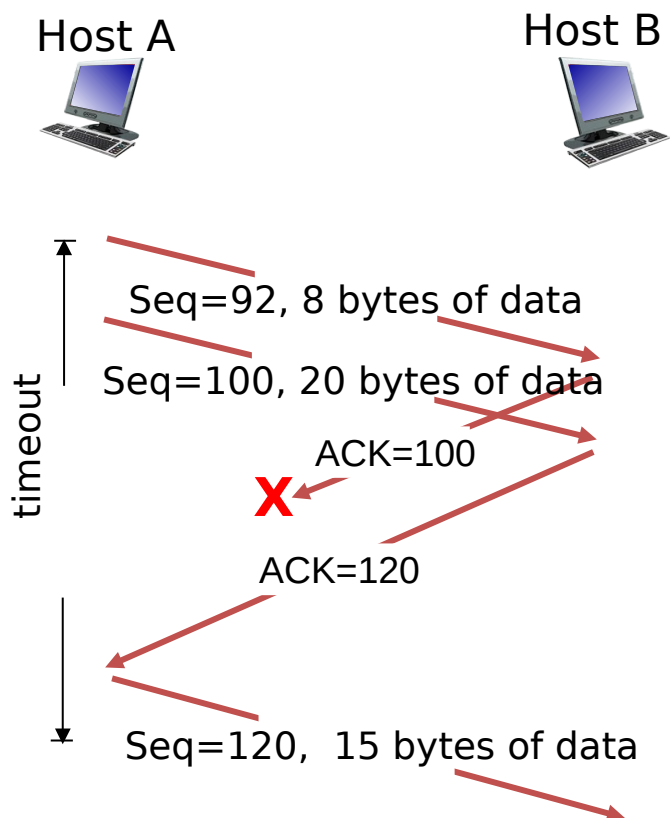 Host A
Host B
Seq=92, 8 bytes of data
Seq=100, 20 bytes of data
timeout
ACK=100
X
ACK=120
Seq=120, 15 bytes of data